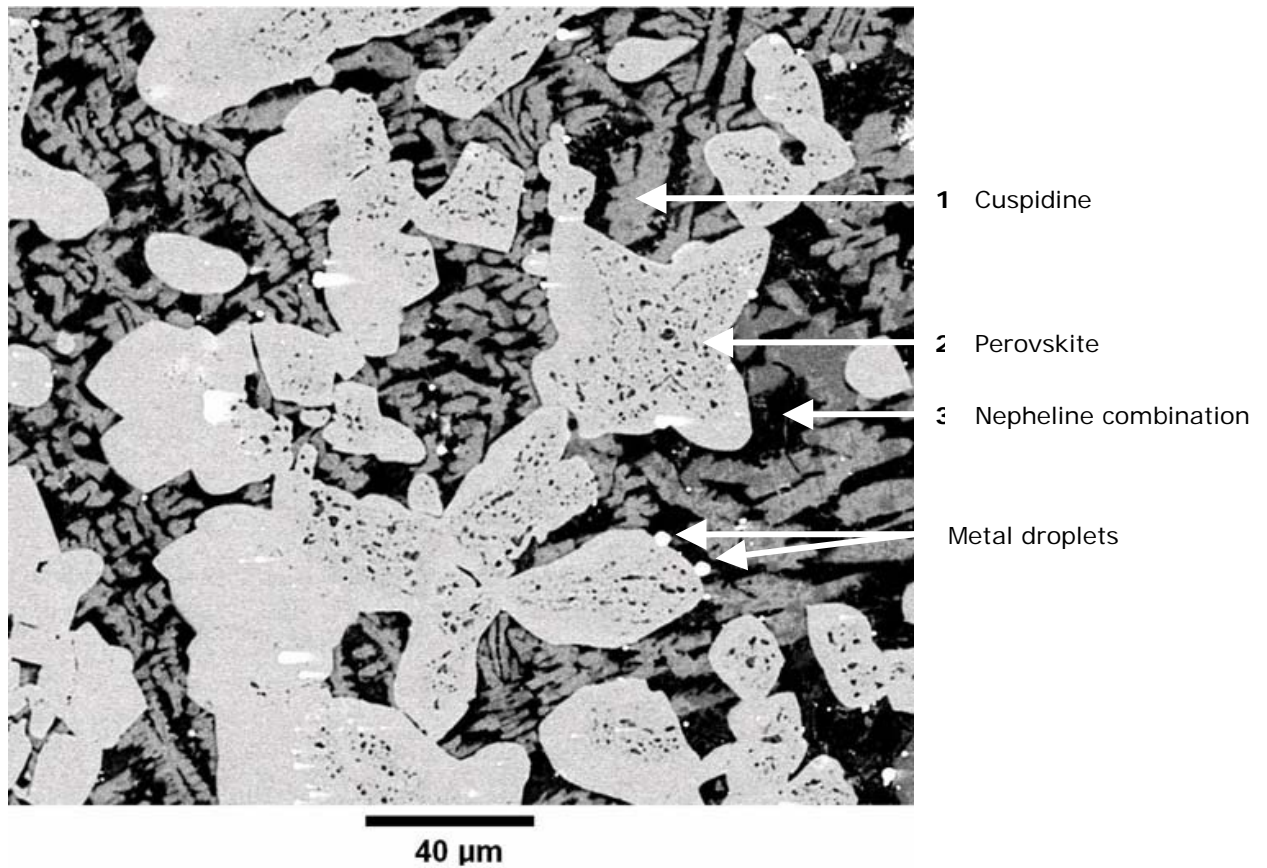 1 Cuspidine
2 Perovskite
3 Nepheline combination
Metal droplets
40 µm